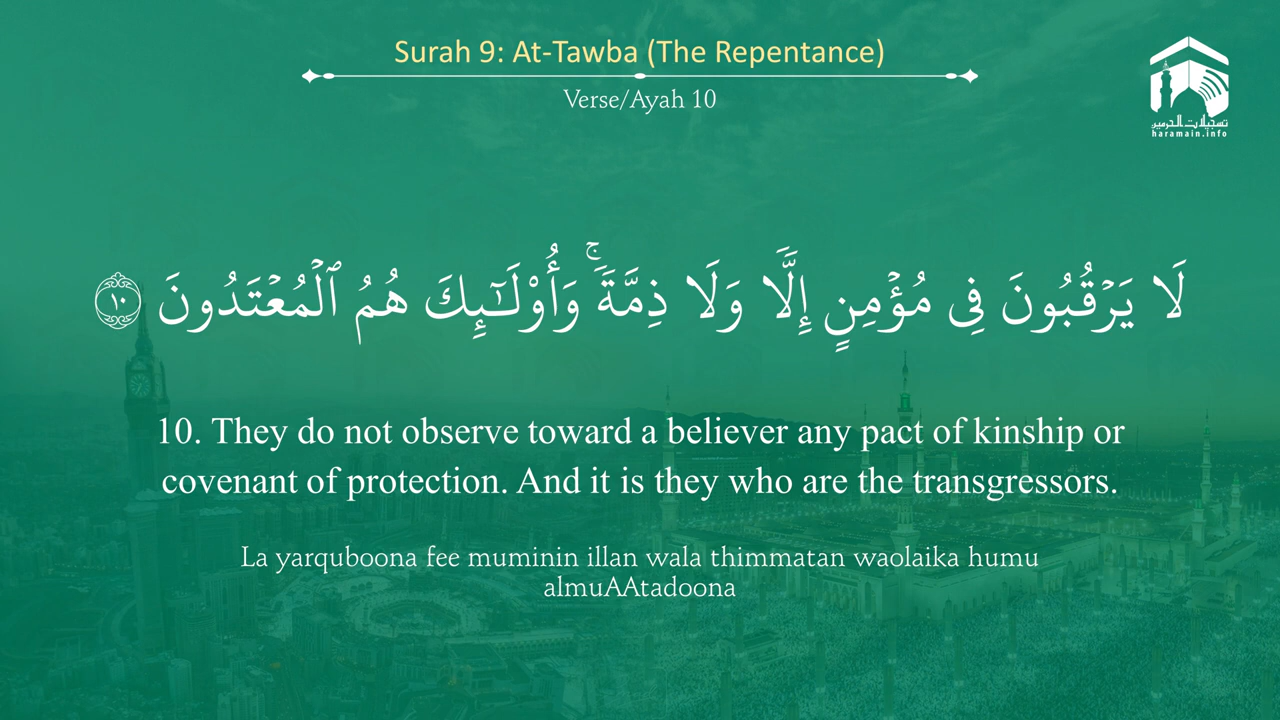 Surah 9: At-Tawba (The Repentance)
Verse/Ayah 10
تسجيلات الحرمين
haramain.info
لَا يَرْقُبُونَ فِى مُؤْمِنٍ إِلًّا وَلَا ذِمَّةً ۚ وَأُو۟لَـٰٓئِكَ هُمُ ٱلْمُعْتَدُونَ ١٠
10. They do not observe toward a believer any pact of kinship or
covenant of protection. And it is they who are the transgressors.
La yarquboona fee muminin illan wala thimmatan waolaika humu
almuAAtadoona